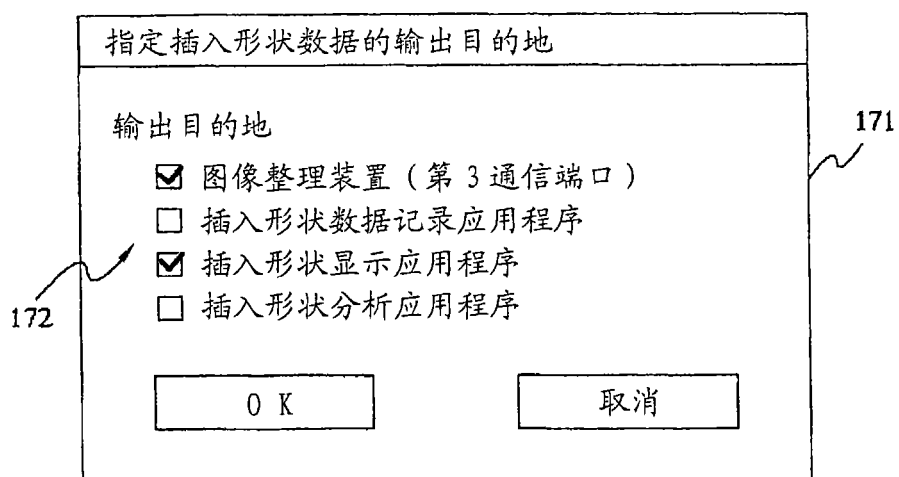 指定插入形状数据的输出目的地
输出目的地
图像整理装置(第3通信端口)
插入形状数据记录应用程序
插入形状显示应用程序
插入形状分析应用程序
OK
取消
171
172